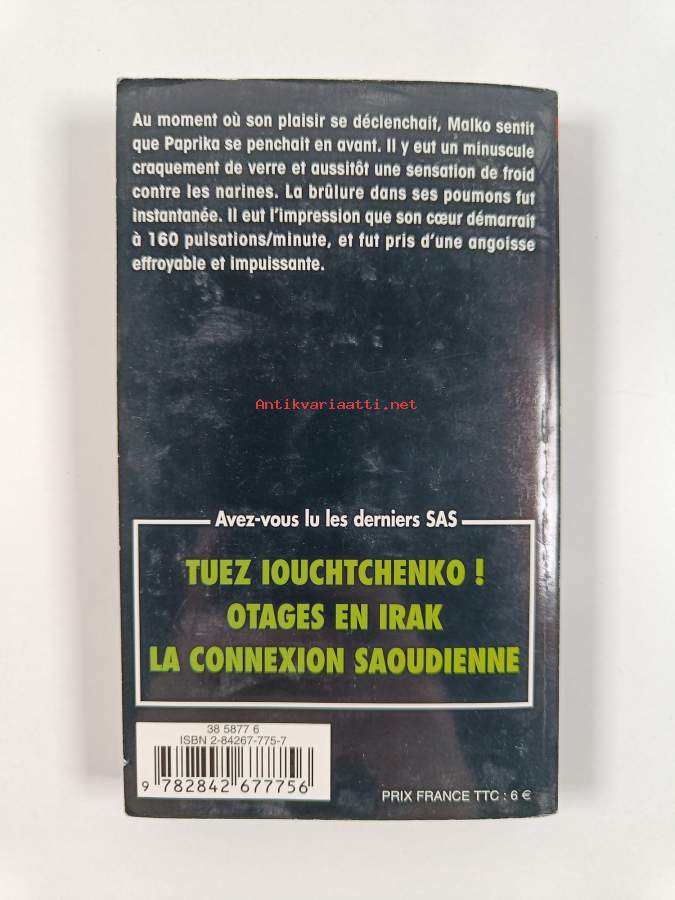 Au moment où son plaisir se déclenchait, Malko sentit
que Paprika se penchait en avant. Il y eut un minuscule
craquement de verre et aussitôt une sensation de froid
contre les narines. La brûlure dans ses poumons fut
instantanée. Il eut l'impression que son cœur démarrait
à 160 pulsations/minute, et fut pris d'une angoisse
effroyable et impuissante.
Antikvariaatti.net
Avez-vous lu les derniers SAS
TUEZ IOUCHTCHENKO !
OTAGES EN IRAK
LA CONNEXION SAOUDIENNE
38 5877 6
ISBN 2-84267-775-7
9 782842 677756
PRIX FRANCE TTC : 6 €